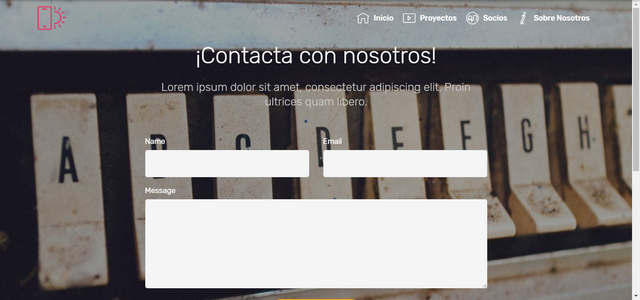 Inicio
Proyectos
Socios
Sobre Nosotros
¡Contacta con nosotros!
Lorem ipsum dolor sit amet, consectetur adipiscing elit. Proin
ultrices quam libero.
A B C D E F G H
Name
Email
Message